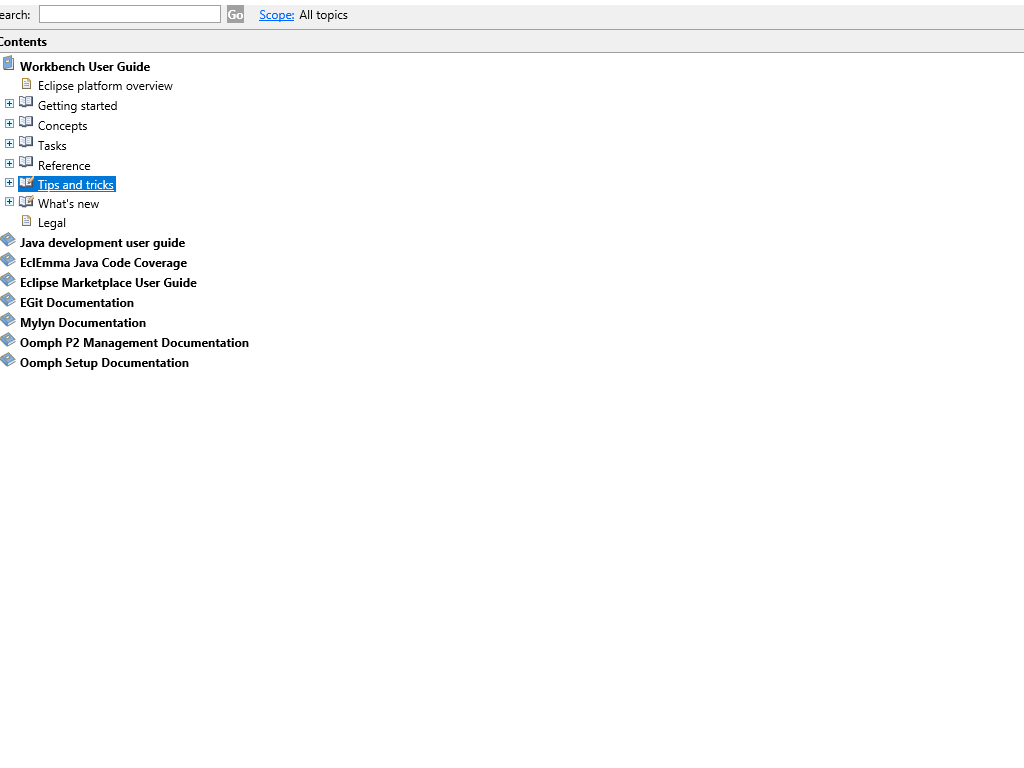 earch: Go Scope: All topics
Contents
Workbench User Guide
Eclipse platform overview
Getting started
Concepts
Tasks
Reference
Tips and tricks
What's new
Legal
Java development user guide
EclEmma Java Code Coverage
Eclipse Marketplace User Guide
EGit Documentation
Mylyn Documentation
Oomph P2 Management Documentation
Oomph Setup Documentation